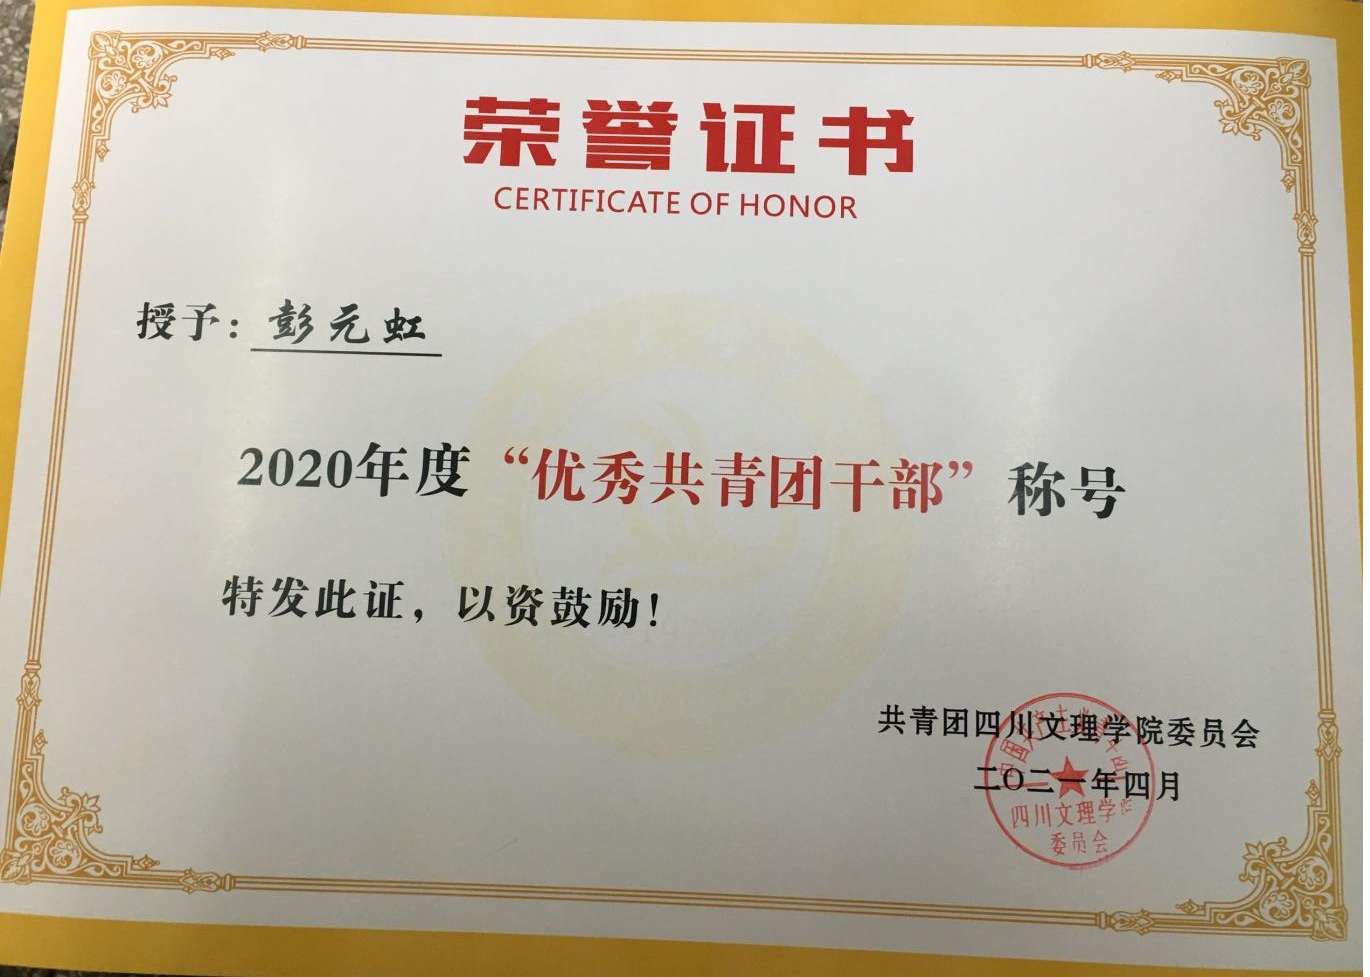 荣誉证书
CERTIFICATE OF HONOR
授予：彭元虹
2020年度“优秀共青团干部”称号
特发此证，以资鼓励！
共青团四川文理学院委员会
二〇二一年四月
四川文理学院
委员会